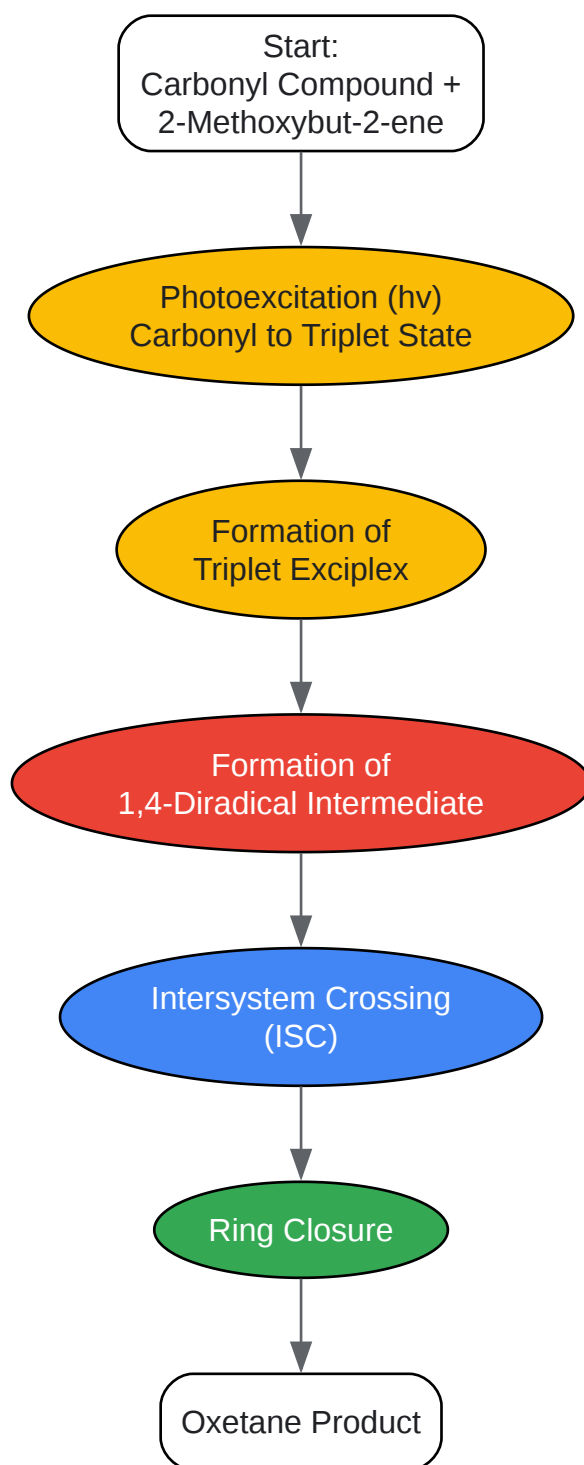 Start:
Carbonyl Compound +
2-Methoxybut-2-ene
Photoexcitation (hv)
Carbonyl to Triplet State
Formation of
Triplet Exciplex
Formation of
1,4-Diradical Intermediate
Intersystem Crossing
(ISC)
Ring Closure
Oxetane Product